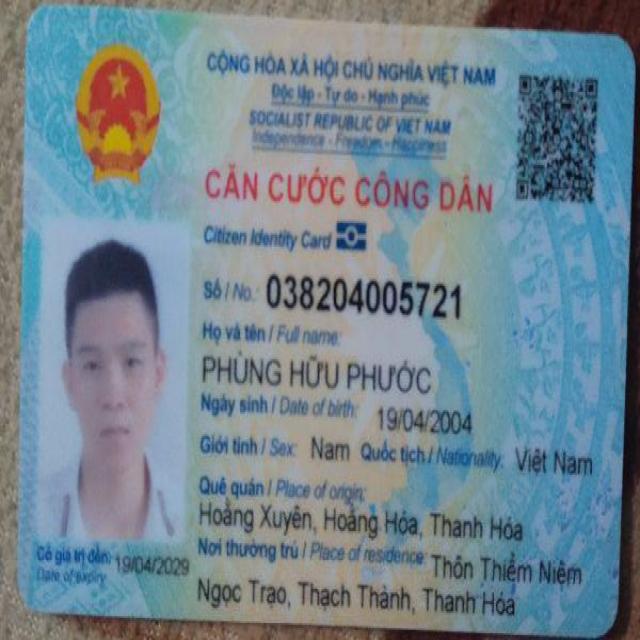 CỘNG HÒA XÃ HỘI CHỦ NGHĨA VIỆT NAM
Độc lập - Tự do - Hạnh phúc
SOCIALIST REPUBLIC OF VIET NAM
Independence - Freedom - Happiness
CĂN CƯỚC CÔNG DÂN
Citizen Identity Card
Số / No.: 038204005721
Họ và tên / Full name:
PHÙNG HỮU PHƯỚC
Ngày sinh / Date of birth: 19/04/2004
Giới tính / Sex: Nam Quốc tịch / Nationality: Việt Nam
Quê quán / Place of origin:
Hoằng Xuyên, Hoằng Hóa, Thanh Hóa
Nơi thường trú / Place of residence: Thôn Thiểm Niệm
Ngọc Trạo, Thạch Thành, Thanh Hóa
Có giá trị đến: 19/04/2029
Date of expiry